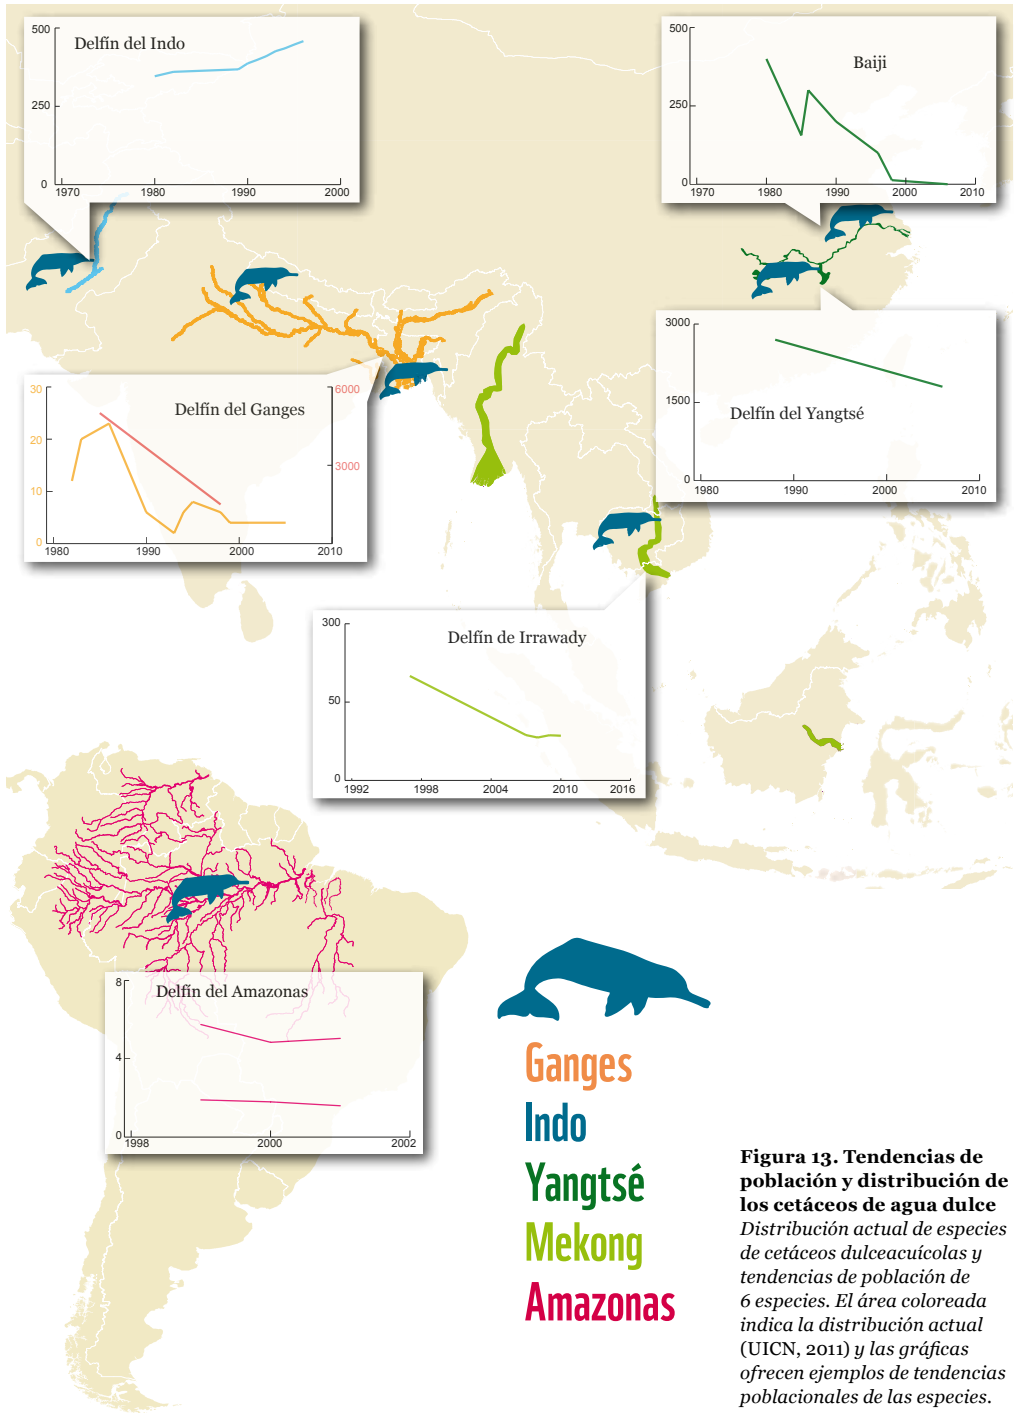 Delfín del Indo
500
250
0
1970
1980
1990
2000
Baiji
500
250
0
1970
1980
1990
2000
2010
Delfín del Ganges
30
20
10
0
6000
3000
1980
1990
2000
2010
Delfín del Yangtsé
3000
1500
0
1980
1990
2000
2010
Delfín de Irrawady
300
50
0
1992
1998
2004
2010
2016
Delfín del Amazonas
8
4
0
1998
2000
2002
Ganges
Indo
Yangtsé
Mekong
Amazonas
Figura 13. Tendencias de
población y distribución de
los cetáceos de agua dulce
Distribución actual de especies
de cetáceos dulceacuícolas y
tendencias de población de
6 especies. El área coloreada
indica la distribución actual
(UICN, 2011) y las gráficas
ofrecen ejemplos de tendencias
poblacionales de las especies.